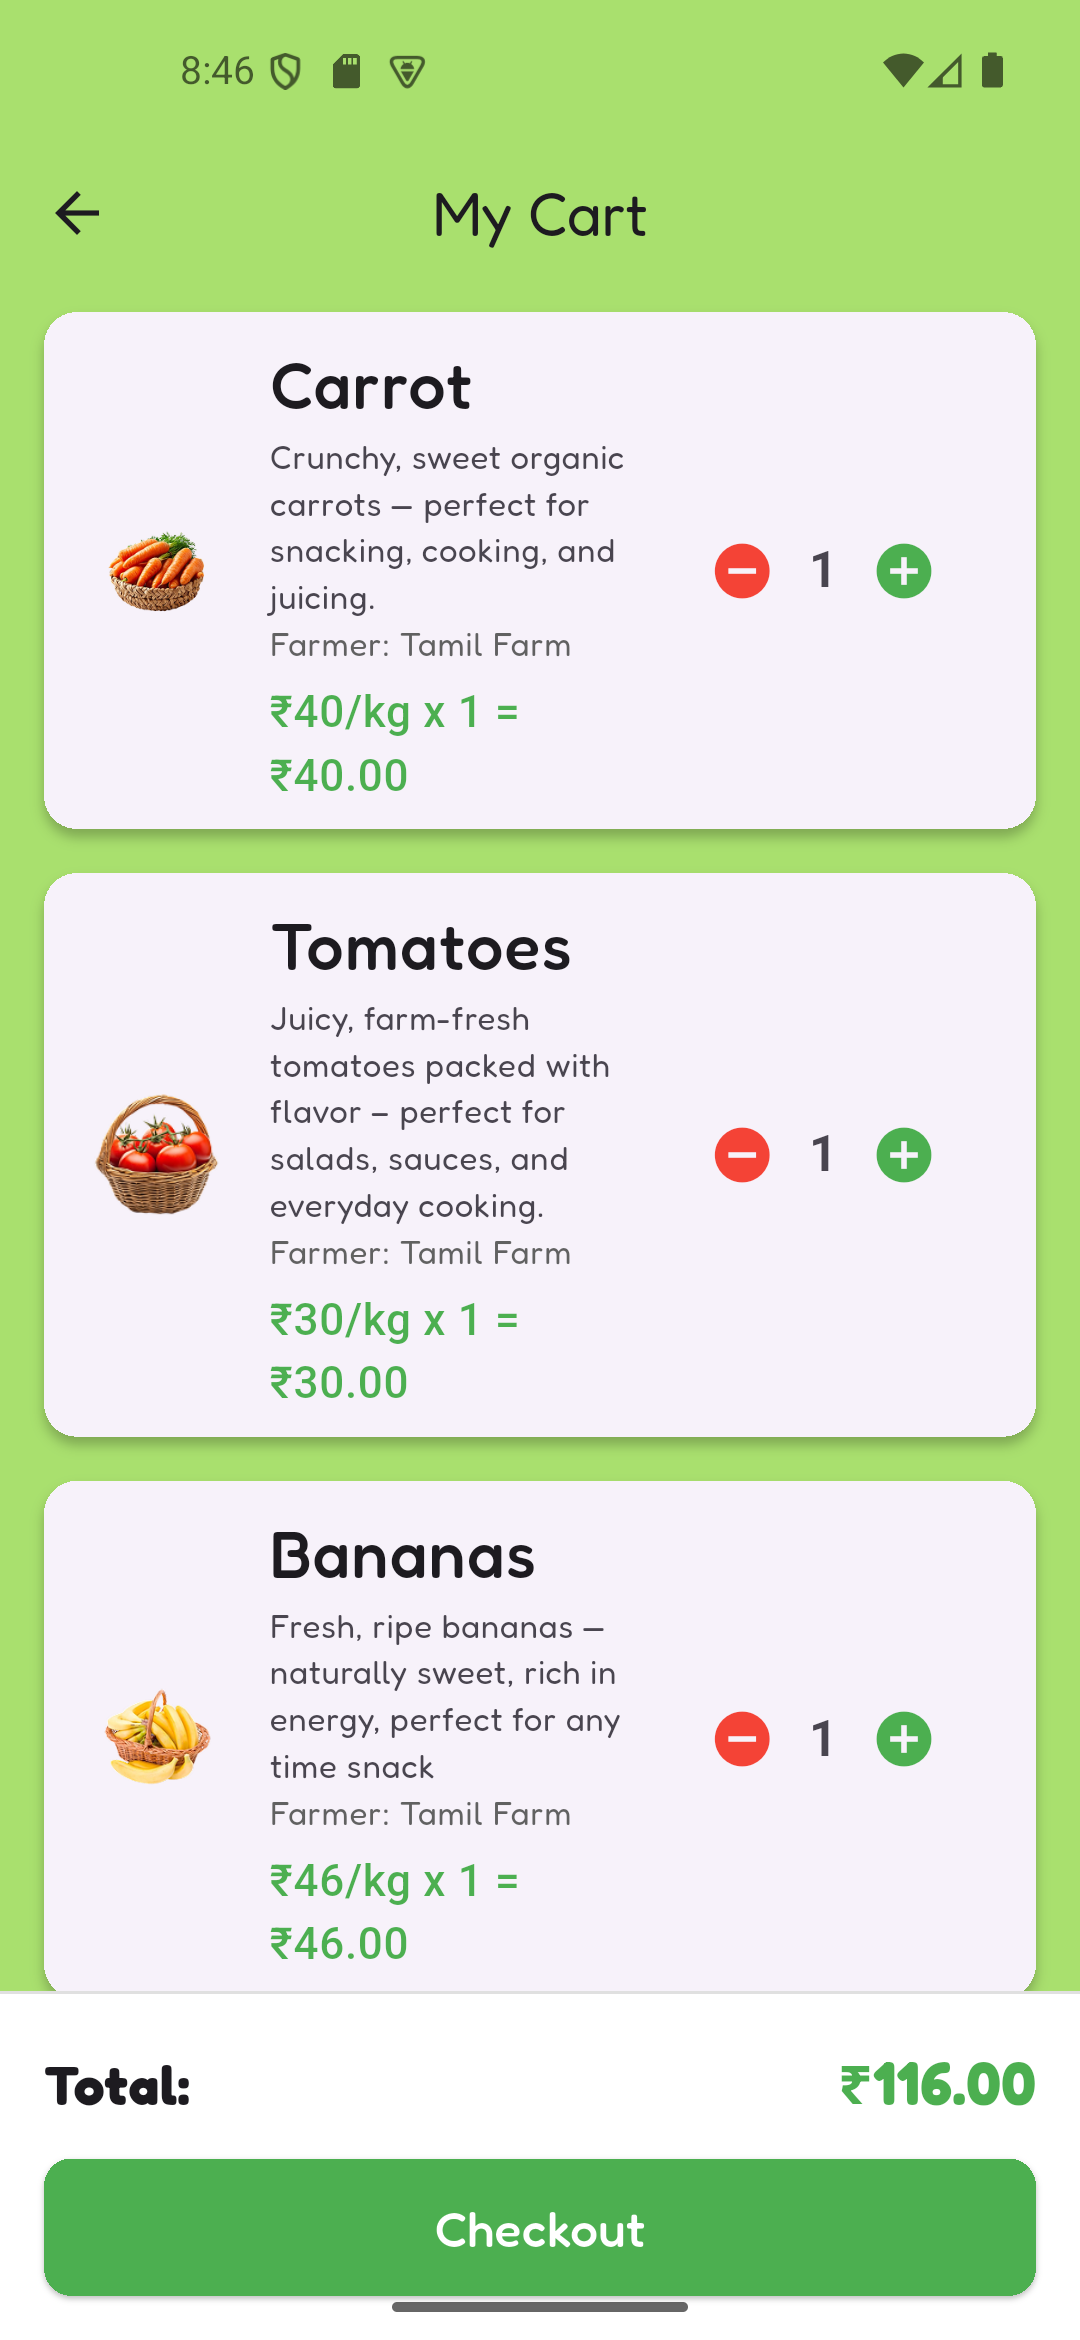 8:46
My Cart
Carrot
Crunchy, sweet organic
carrots – perfect for
snacking, cooking, and
juicing.
Farmer: Tamil Farm
₹40/kg x 1 =
₹40.00
1
Tomatoes
Juicy, farm-fresh
tomatoes packed with
flavor – perfect for
salads, sauces, and
everyday cooking.
Farmer: Tamil Farm
₹30/kg x 1 =
₹30.00
1
Bananas
Fresh, ripe bananas –
naturally sweet, rich in
energy, perfect for any
time snack
Farmer: Tamil Farm
₹46/kg x 1 =
₹46.00
1
Total:
₹116.00
Checkout